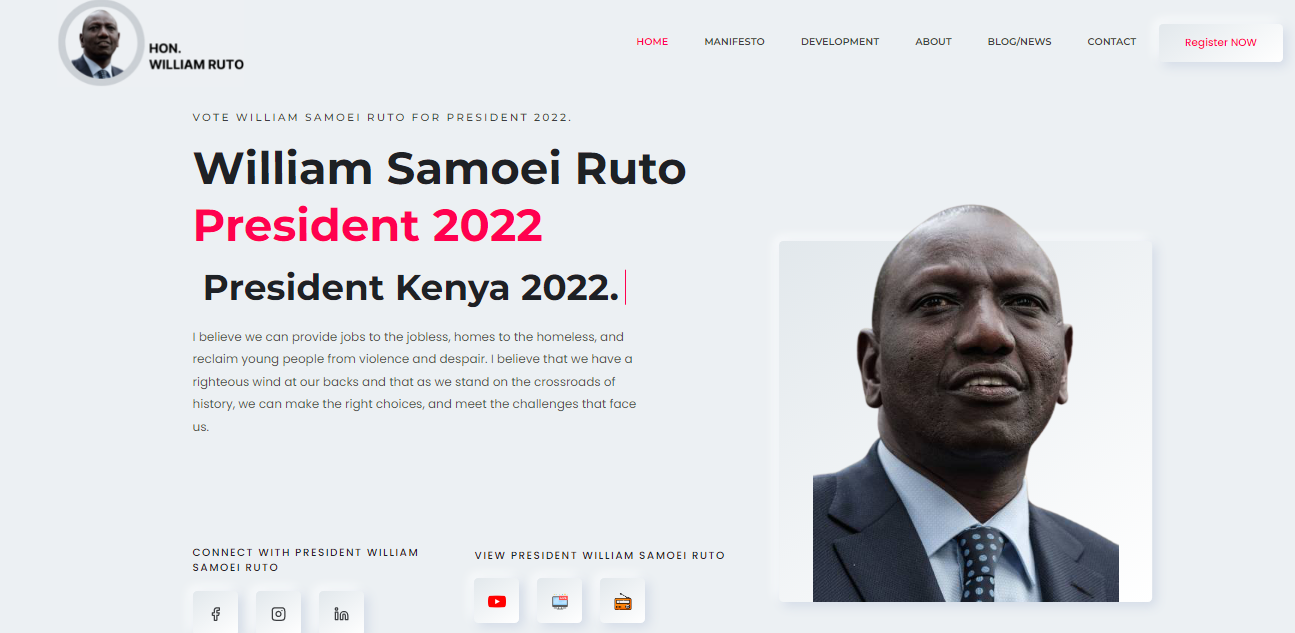 HON.
WILLIAM RUTO
HOME MANIFESTO DEVELOPMENT ABOUT BLOG/NEWS CONTACT Register NOW
VOTE WILLIAM SAMOEI RUTO FOR PRESIDENT 2022.
William Samoei Ruto
President 2022
President Kenya 2022.
I believe we can provide jobs to the jobless, homes to the homeless, and
reclaim young people from violence and despair. I believe that we have a
righteous wind at our backs and that as we stand on the crossroads of
history, we can make the right choices, and meet the challenges that face
us.
CONNECT WITH PRESIDENT WILLIAM
SAMOEI RUTO
VIEW PRESIDENT WILLIAM SAMOEI RUTO